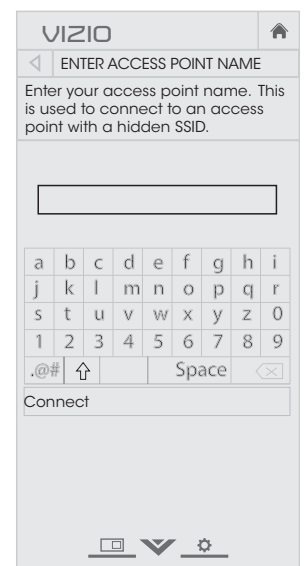 VIZIO
ENTER ACCESS POINT NAME
Enter your access point name. This
is used to connect to an access
point with a hidden SSID.
a b c d e f g h i
j k l m n o p q r
s t u v w x y z 0
1 2 3 4 5 6 7 8 9
.@# Space
Connect